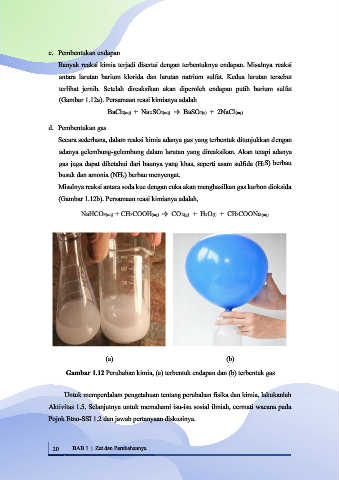 c. Pembentukan endapan
Banyak reaksi kimia terjadi disertai dengan terbentuknya endapan. Misalnya reaksi
antara larutan barium klorida dan larutan natrium sulfat. Kedua larutan tersebut
terlihat jernih. Setelah direaksikan akan diperoleh endapan putih barium sulfat
(Gambar 1.12a). Persamaan reasi kimianya adalah
BaCl₂(aq) + Na₂SO₄(aq) → BaSO₄(s) + 2NaCl(aq)
d. Pembentukan gas
Secara sederhana, dalam reaksi kimia adanya gas yang terbentuk ditunjukkan dengan
adanya gelembung-gelembung dalam larutan yang direaksikan. Akan tetapi adanya
gas juga dapat diketahui dari baunya yang khas, seperti asam sulfida (H₂S) berbau
busuk dan amonia (NH₃) berbau menyengat.
Misalnya reaksi antara soda kue dengan cuka akan menghasilkan gas karbon dioksida
(Gambar 1.12b). Persamaan reasi kimianya adalah,
NaHCO₃(aq) + CH₃COOH(aq) → CO₂(g) + H₂O(l) + CH₃COONa(aq)
(a) (b)
Gambar 1.12 Perubahan kimia, (a) terbentuk endapan dan (b) terbentuk gas
Untuk memperdalam pengetahuan tentang perubahan fisika dan kimia, lakukanlah
Aktivitas 1.5. Selanjutnya untuk memahami isu-isu sosial ilmiah, cermati wacana pada
Pojok Etno-SSI 1.2 dan jawab pertanyaan diskusinya.
20 BAB 1 | Zat dan Perubahannya